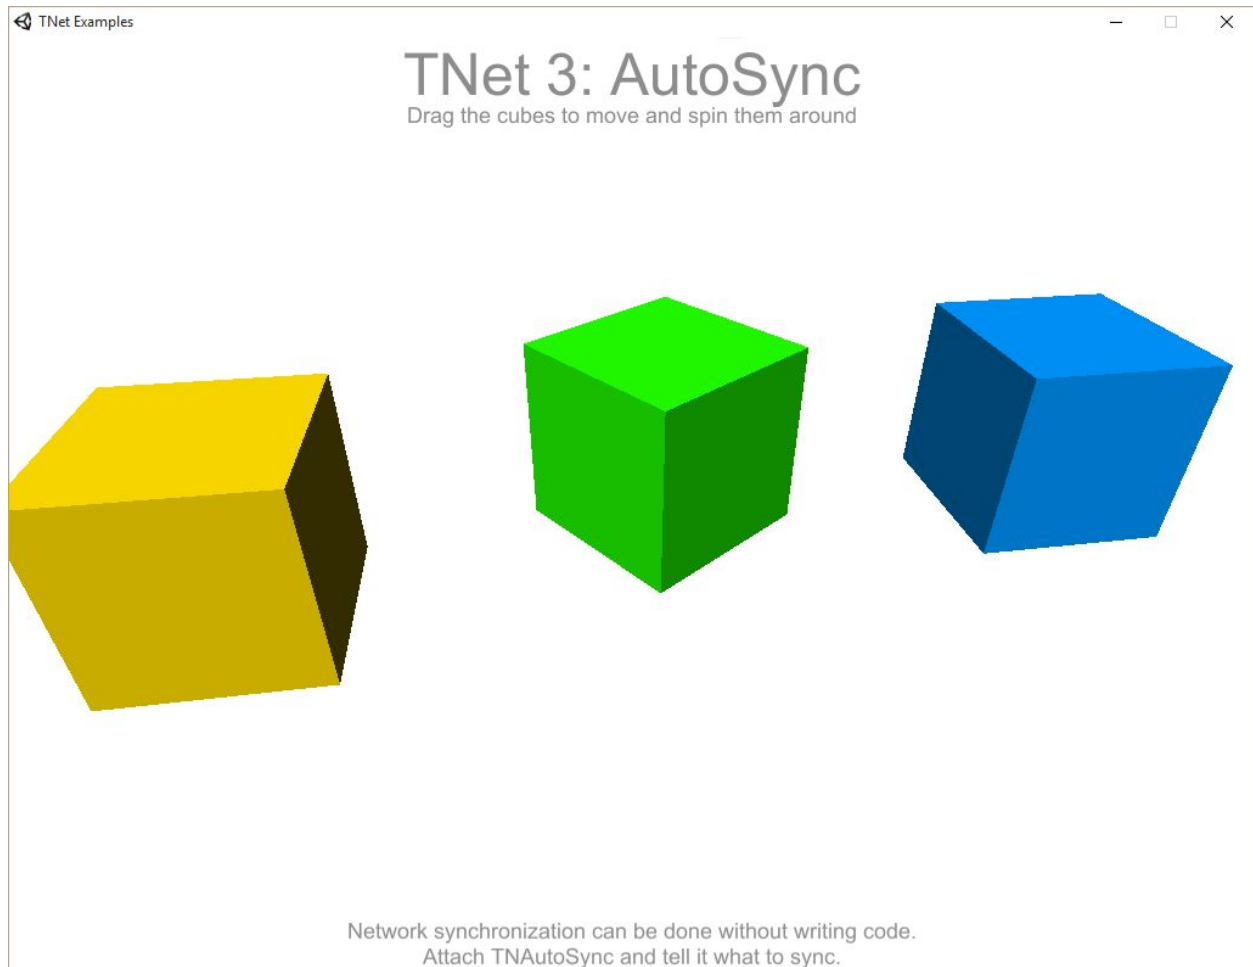 TNet Examples
TNet 3: AutoSync
Drag the cubes to move and spin them around
Network synchronization can be done without writing code.
Attach TNAutoSync and tell it what to sync.